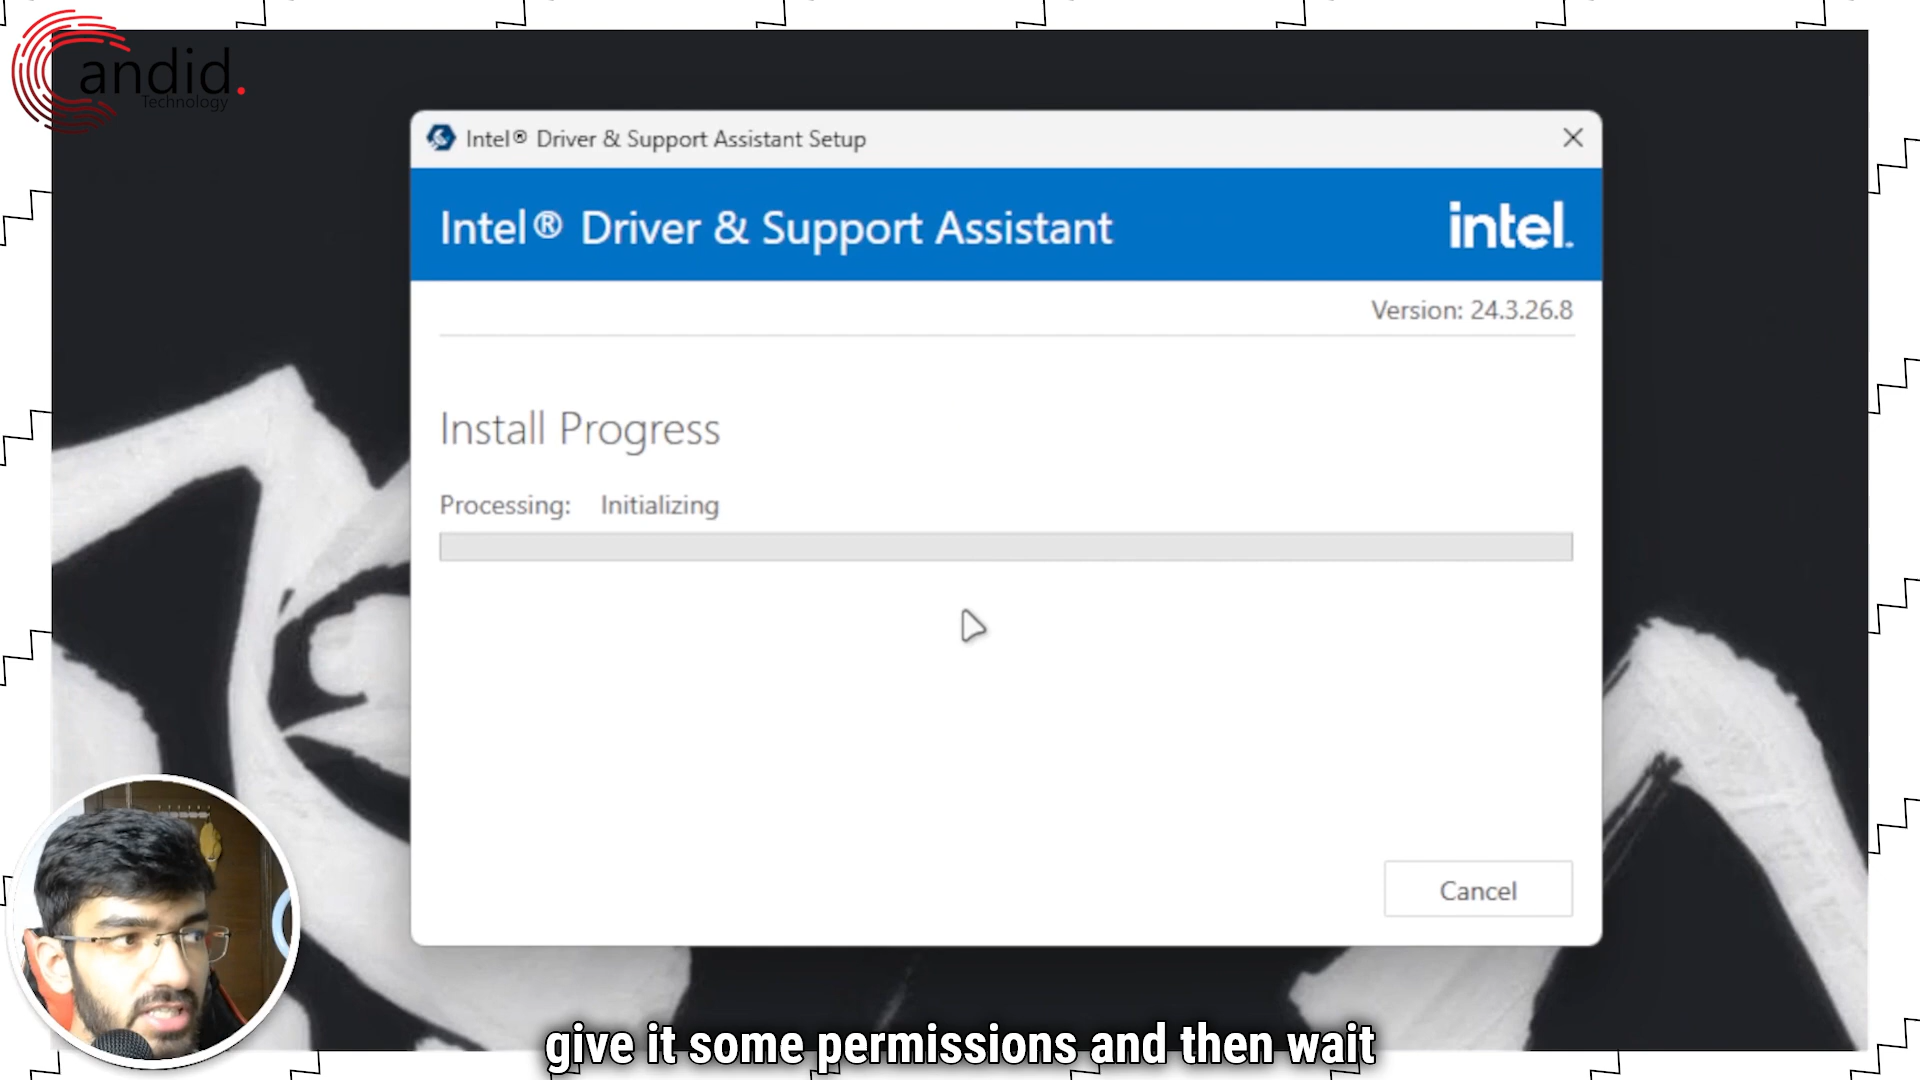 andid.
Technology
Intel® Driver & Support Assistant Setup
Intel® Driver & Support Assistant
intel.
Version: 24.3.26.8
Install Progress
Processing: Initializing
Cancel
give it some permissions and then wait